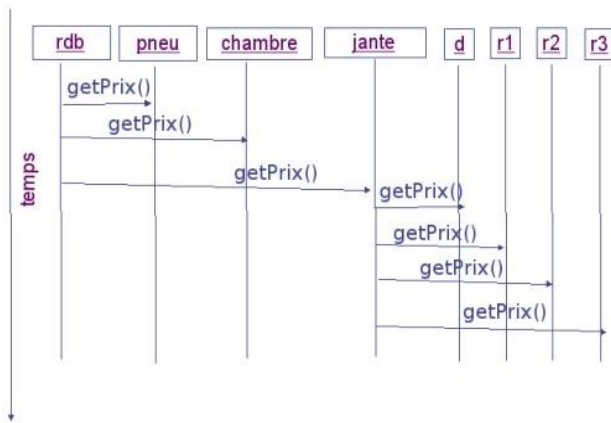 rdb pneu chambre jante d r1 r2 r3
getPrix()
getPrix()
getPrix()
getPrix()
getPrix()
getPrix()
getPrix()
temps